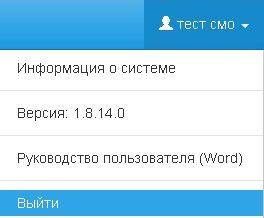 тест смо
Информация о системе
Версия: 1.8.14.0
Руководство пользователя (Word)
Выйти